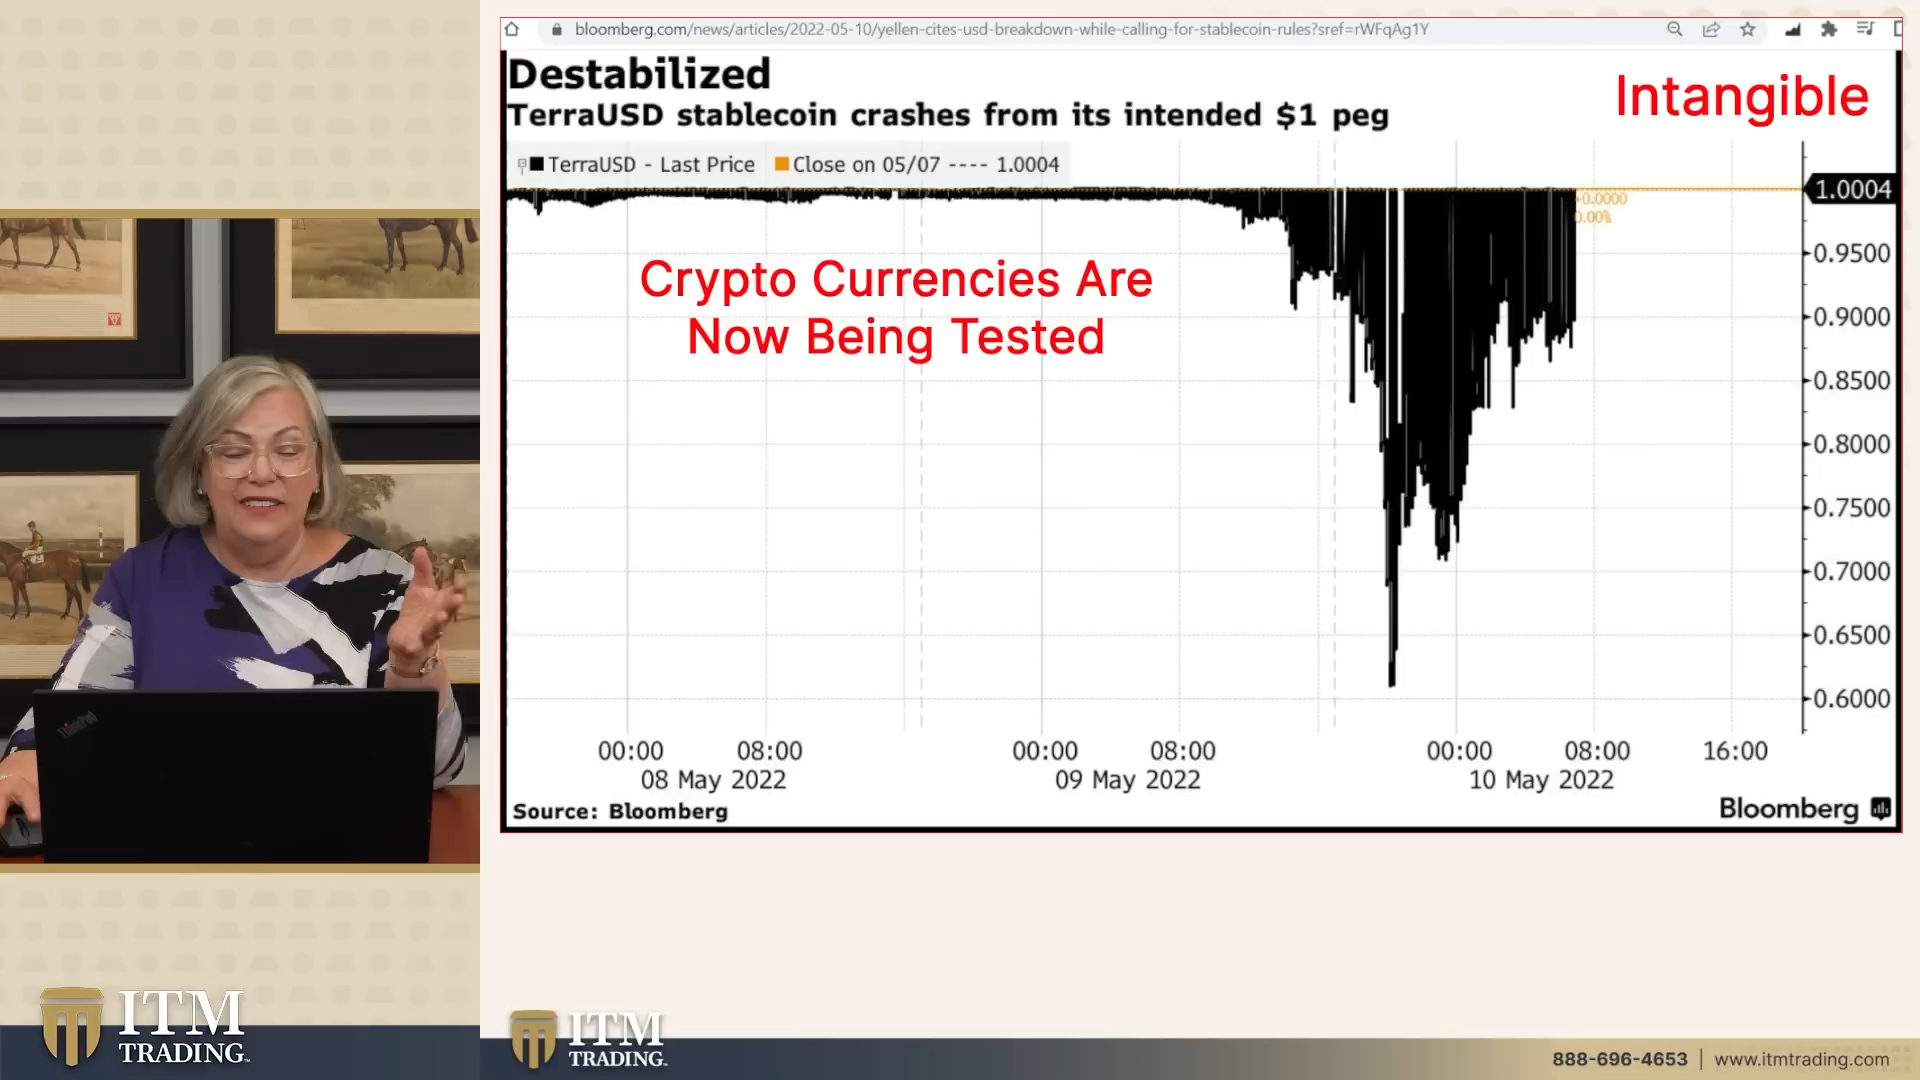 bloomberg.com/news/articles/2022-05-10/yellen-cites-usd-breakdown-while-calling-for-stablecoin-rules?sref=rWFqAg1Y
Destabilized
TerraUSD stablecoin crashes from its intended $1 peg
Intangible
TerraUSD - Last Price Close on 05/07 ---- 1.0004
1.0004
+0.0000
0.00%
0.9500
Crypto Currencies Are
Now Being Tested
0.9000
0.8500
0.8000
0.7500
0.7000
0.6500
0.6000
00:00 08:00 00:00 08:00 00:00 08:00 16:00
08 May 2022 09 May 2022 10 May 2022
Source: Bloomberg
Bloomberg
ThinkPad
ITM
TRADING
ITM
TRADING
888-696-4653 | www.itmtrading.com